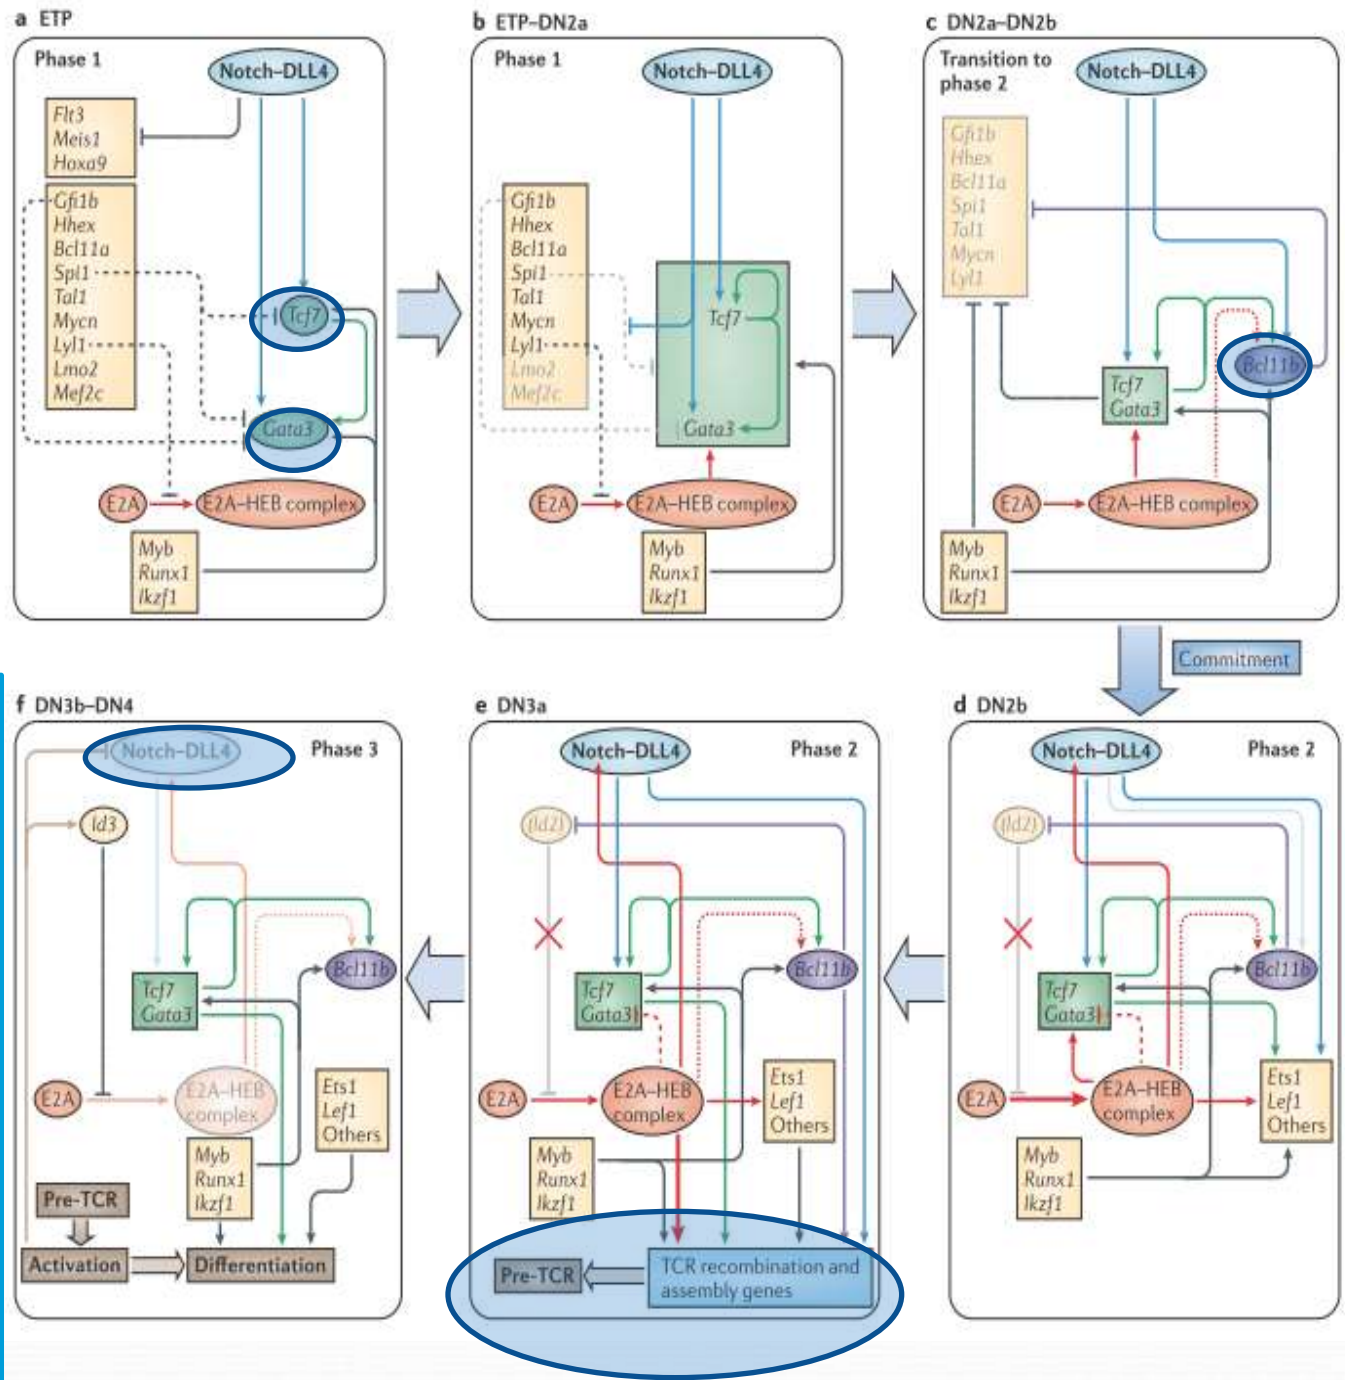 a ETP
Phase 1
Notch–DLL4
Flt3
Meis1
Hoxa9
Gfi1b
Hhex
Bcl11a
Spi1
Tal1
Mycn
Lyl1
Lmo2
Mef2c
Tcf7
Gata3
E2A
E2A–HEB complex
Myb
Runx1
Ikzf1
b ETP–DN2a
Phase 1
Notch–DLL4
Gfi1b
Hhex
Bcl11a
Spi1
Tal1
Mycn
Lyl1
Lmo2
Mef2c
Tcf7
Gata3
E2A
E2A–HEB complex
Myb
Runx1
Ikzf1
c DN2a–DN2b
Transition to
phase 2
Notch–DLL4
Gfi1b
Hhex
Bcl11a
Spi1
Tal1
Mycn
Lyl1
Bcl11b
Tcf7
Gata3
E2A
E2A–HEB complex
Myb
Runx1
Ikzf1
Commitment
f DN3b–DN4
Notch–DLL4
Phase 3
Id3
Bcl11b
Tcf7
Gata3
E2A
E2A–HEB
complex
Ets1
Lef1
Others
Myb
Runx1
Ikzf1
Pre-TCR
Activation
Differentiation
e DN3a
Notch–DLL4
Phase 2
(Id2)
Bcl11b
Tcf7
Gata3
E2A
E2A–HEB
complex
Ets1
Lef1
Others
Myb
Runx1
Ikzf1
Pre-TCR
TCR recombination and
assembly genes
d DN2b
Notch–DLL4
Phase 2
(Id2)
Bcl11b
Tcf7
Gata3
E2A
E2A–HEB
complex
Ets1
Lef1
Others
Myb
Runx1
Ikzf1